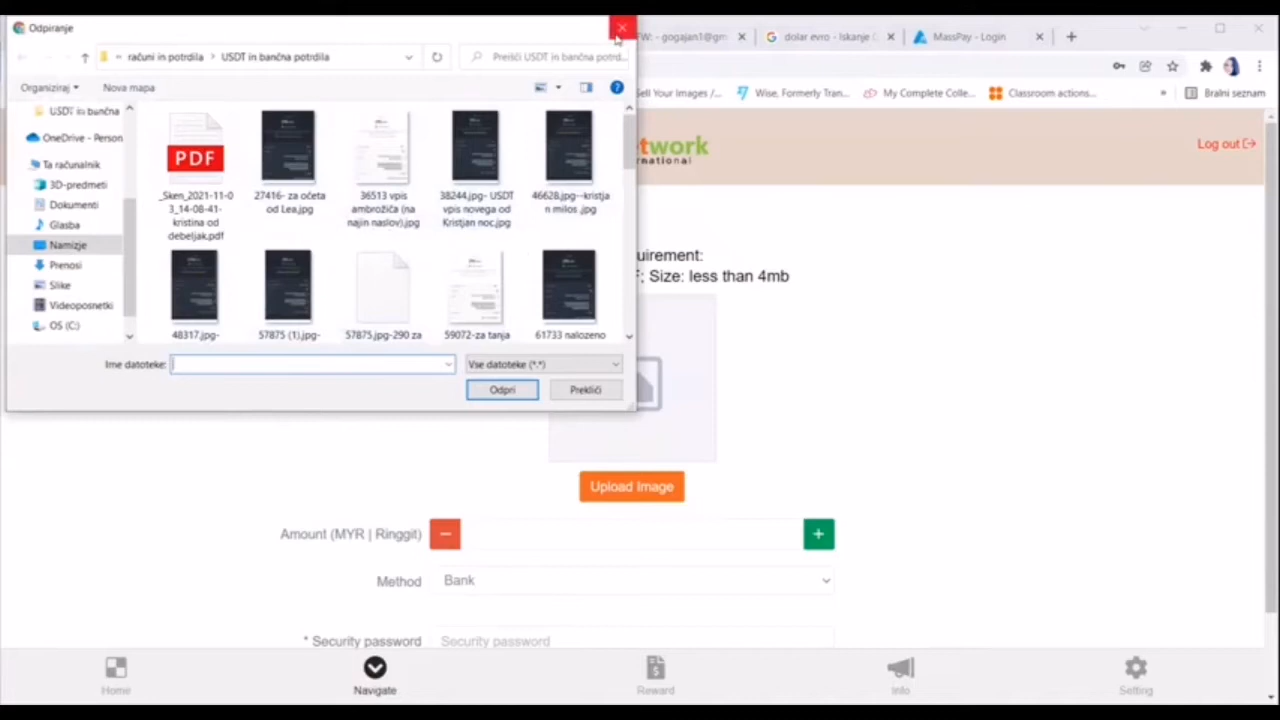 Odpiranje
FW: - gogajan1@gm
dolar evro - Iskanje
MassPay - Login
računi in potrdila > USDT in bančna potrdila
Preišči USDT in bančna potrd...
Organiziraj
Nova mapa
Sell Your Images /...
Wise, Formerly Tran...
My Complete Colle...
Classroom actions...
»
Bralni seznam
USDT in bančna
OneDrive - Person
Ta računalnik
3D-predmeti
Dokumenti
Glasba
Namizje
Prenosi
Slike
Videoposnetki
OS (C:)
PDF
_Sken_2021-11-0
3_14-08-41-
kristina od
debeljak.pdf
27416- za očeta
od Lea.jpg
36513 vpis
ambrožiča (na
najin naslov).jpg
38244.jpg- USDT
vpis novega od
Kristjan noc.jpg
46628.jpg--kristja
n milos .jpg
48317.jpg-
57875 (1).jpg-
57875.jpg-290 za
59072-za tanja
61733 nalozeno
Ime datoteke:
Vse datoteke (*.*)
Odpri
Prekliči
etwork
rnational
Log out
uirement:
F; Size: less than 4mb
Upload Image
Amount (MYR | Ringgit)
−
+
Method
Bank
* Security password
Security password
Home
Navigate
Reward
Info
Setting